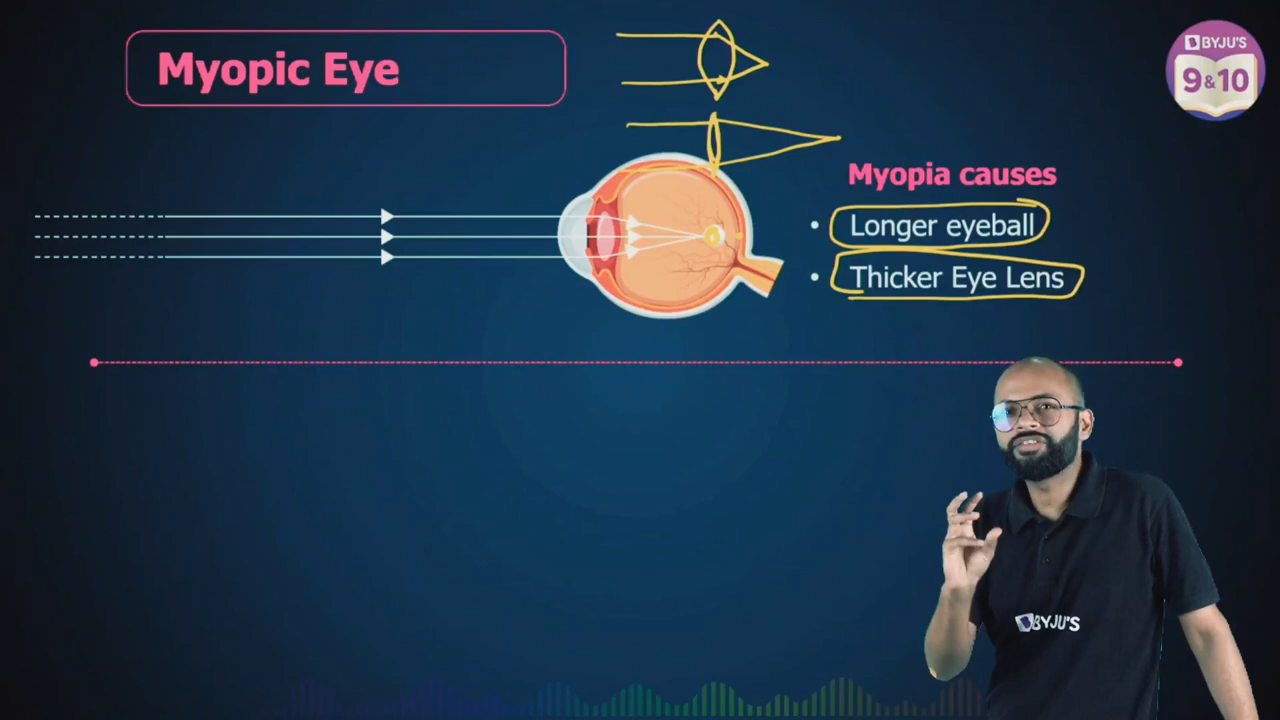 Myopic Eye
BYJU'S
9&10
Myopia causes
• Longer eyeball
• Thicker Eye Lens
BYJU'S